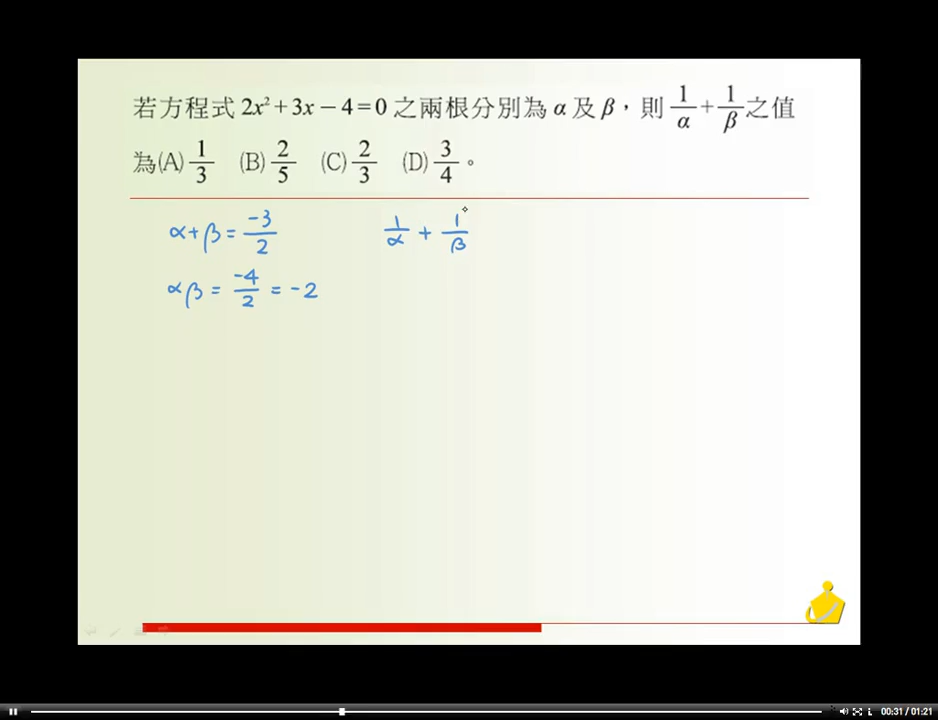 若方程式 2x² + 3x − 4 = 0 之兩根分別為 α 及 β，則 1/α + 1/β 之值
為(A) 1/3 (B) 2/5 (C) 2/3 (D) 3/4 。
α+β = -3/2
1/α + 1/β
αβ = -4/2 = -2
00:31 / 01:21